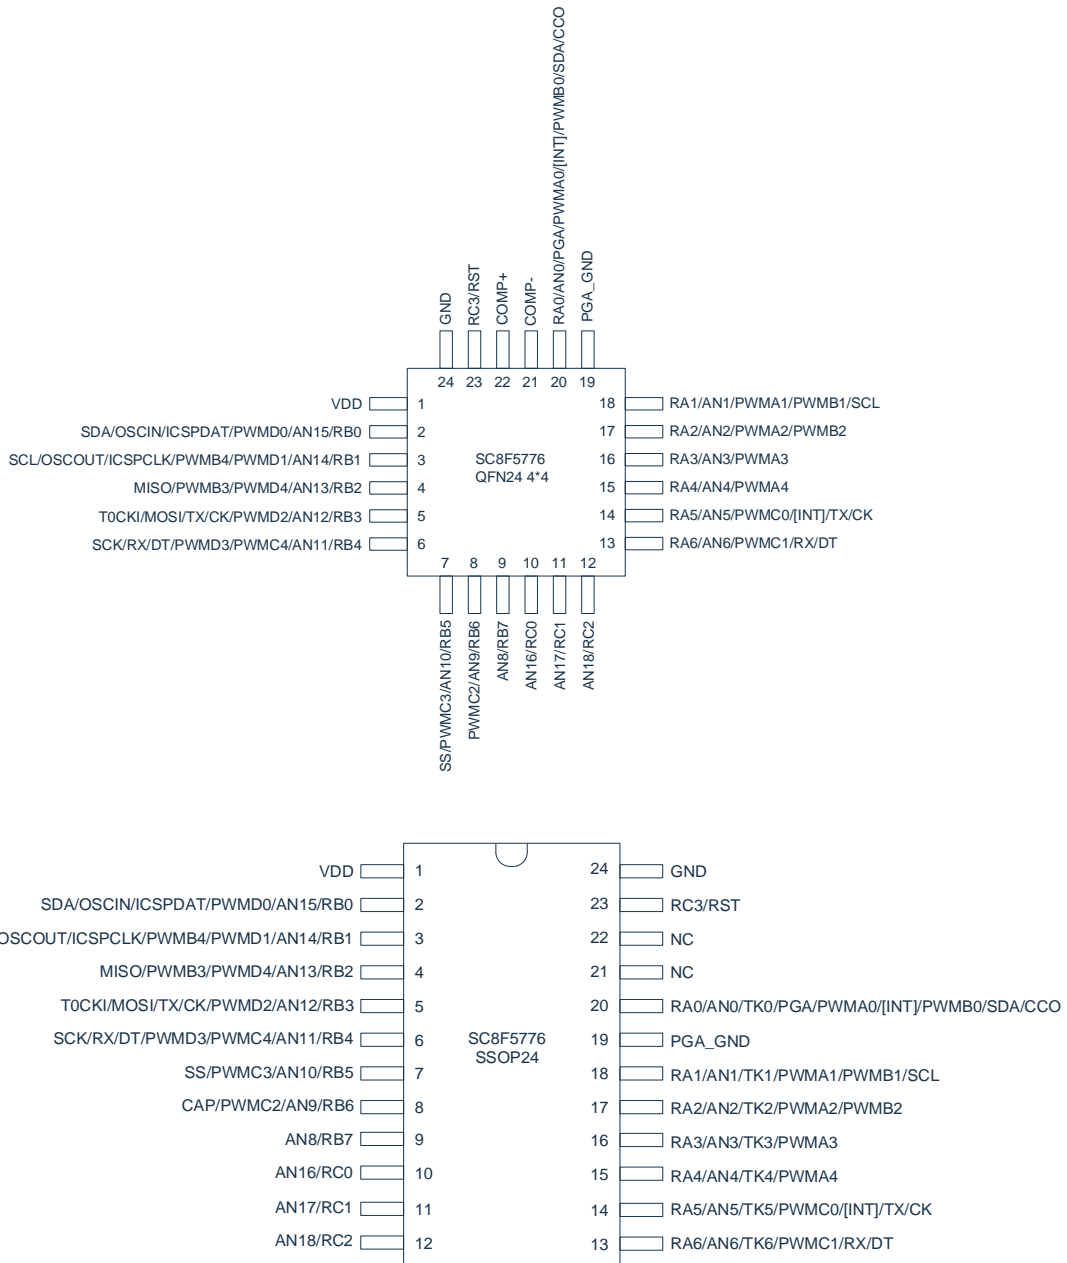 RA0/AN0/PGA/PWMA0/[INT]/PWMB0/SDA/CCO
GND
RC3/RST
COMP+
COMP-
PGA_GND
24 23 22 21 20 19
VDD 1 18 RA1/AN1/PWMA1/PWMB1/SCL
SDA/OSCIN/ICSPDAT/PWMD0/AN15/RB0 2 17 RA2/AN2/PWMA2/PWMB2
SCL/OSCOUT/ICSPCLK/PWMB4/PWMD1/AN14/RB1 3 SC8F5776 16 RA3/AN3/PWMA3
QFN24 4*4
MISO/PWMB3/PWMD4/AN13/RB2 4 15 RA4/AN4/PWMA4
T0CKI/MOSI/TX/CK/PWMD2/AN12/RB3 5 14 RA5/AN5/PWMC0/[INT]/TX/CK
SCK/RX/DT/PWMD3/PWMC4/AN11/RB4 6 13 RA6/AN6/PWMC1/RX/DT
7 8 9 10 11 12
SS/PWMC3/AN10/RB5
PWMC2/AN9/RB6
AN8/RB7
AN16/RC0
AN17/RC1
AN18/RC2
VDD 1 24 GND
SDA/OSCIN/ICSPDAT/PWMD0/AN15/RB0 2 23 RC3/RST
OSCOUT/ICSPCLK/PWMB4/PWMD1/AN14/RB1 3 22 NC
MISO/PWMB3/PWMD4/AN13/RB2 4 21 NC
T0CKI/MOSI/TX/CK/PWMD2/AN12/RB3 5 20 RA0/AN0/TK0/PGA/PWMA0/[INT]/PWMB0/SDA/CCO
SCK/RX/DT/PWMD3/PWMC4/AN11/RB4 6 SC8F5776 19 PGA_GND
SSOP24
SS/PWMC3/AN10/RB5 7 18 RA1/AN1/TK1/PWMA1/PWMB1/SCL
CAP/PWMC2/AN9/RB6 8 17 RA2/AN2/TK2/PWMA2/PWMB2
AN8/RB7 9 16 RA3/AN3/TK3/PWMA3
AN16/RC0 10 15 RA4/AN4/TK4/PWMA4
AN17/RC1 11 14 RA5/AN5/TK5/PWMC0/[INT]/TX/CK
AN18/RC2 12 13 RA6/AN6/TK6/PWMC1/RX/DT